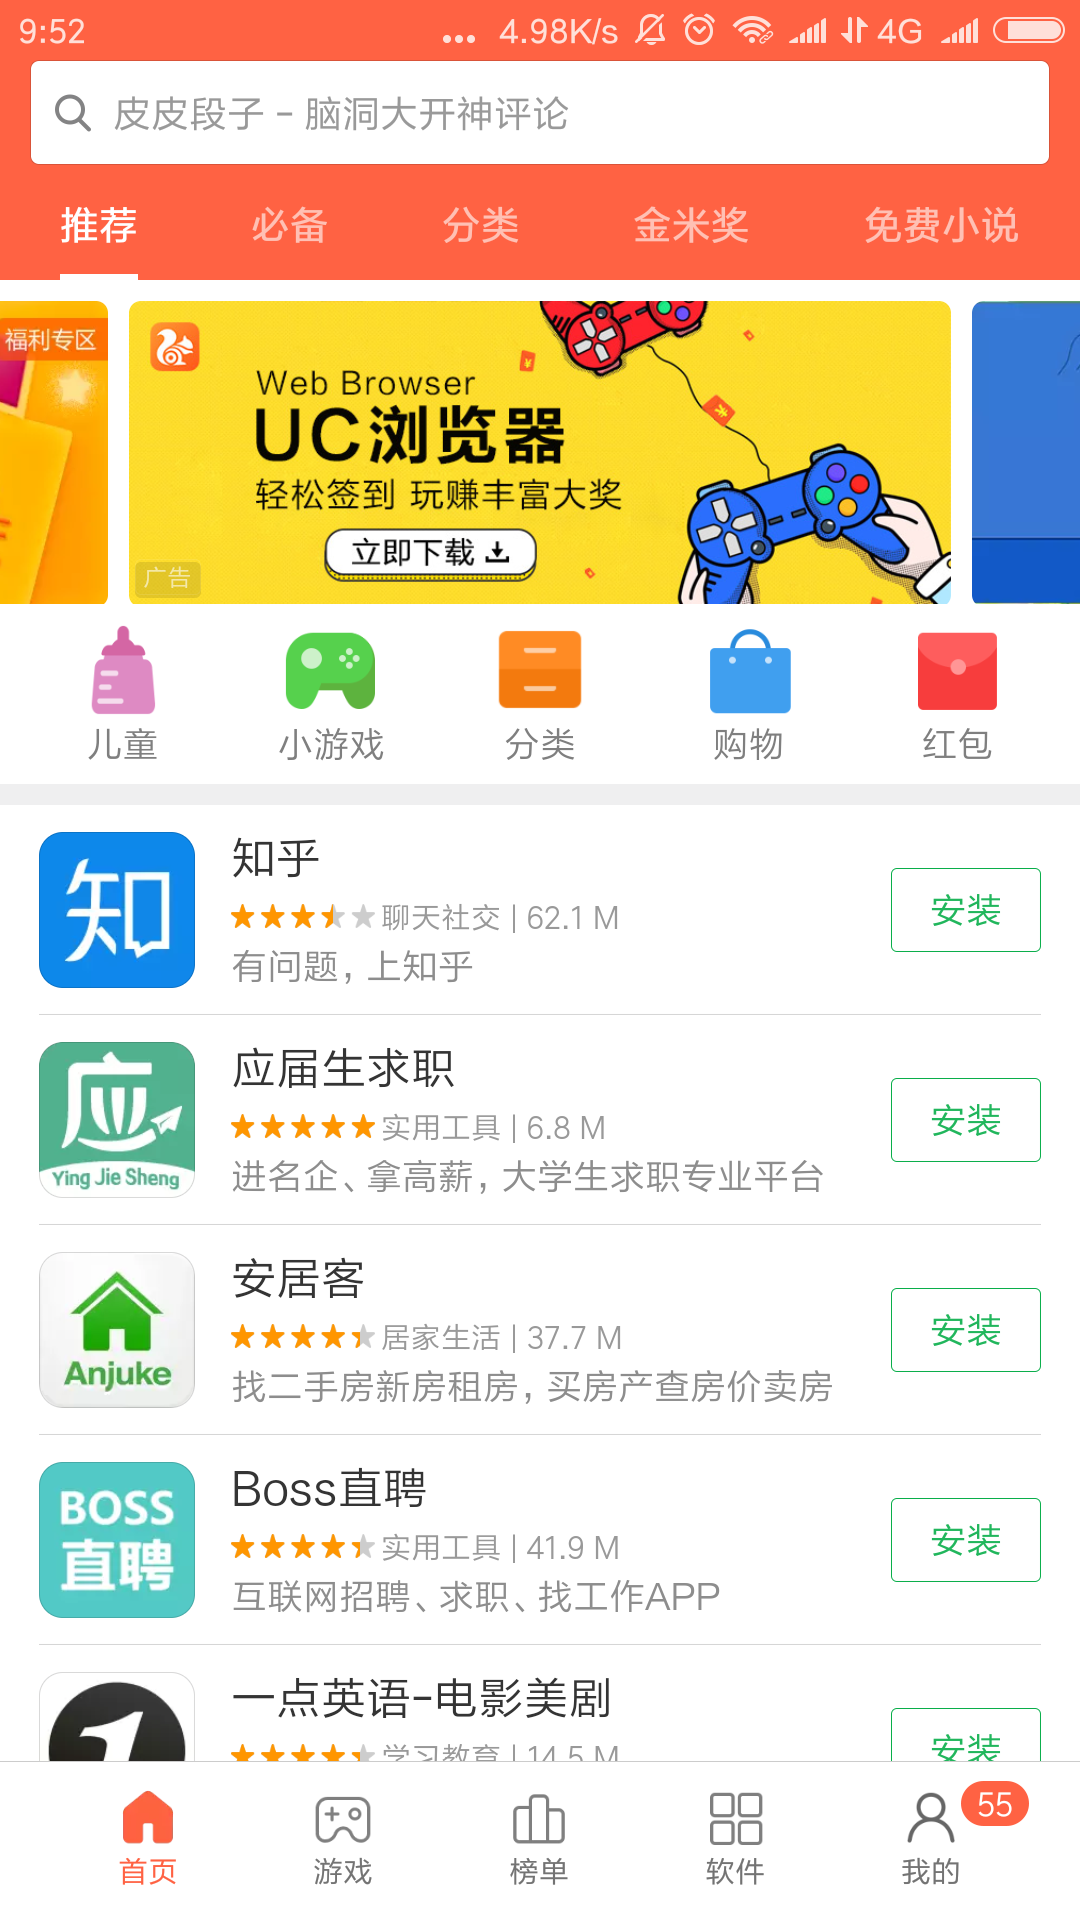 9:52
... 4.98K/s 4G
皮皮段子 - 脑洞大开神评论
推荐 必备 分类 金米奖 免费小说
福利专区
Web Browser
UC浏览器
轻松签到 玩赚丰富大奖
立即下载
广告
儿童 小游戏 分类 购物 红包
知
知乎
聊天社交 | 62.1 M
有问题，上知乎
安装
应
Ying Jie Sheng
应届生求职
实用工具 | 6.8 M
进名企、拿高薪，大学生求职专业平台
安装
Anjuke
安居客
居家生活 | 37.7 M
找二手房新房租房，买房产查房价卖房
安装
BOSS
直聘
Boss直聘
实用工具 | 41.9 M
互联网招聘、求职、找工作APP
安装
1
一点英语-电影美剧
学习教育 | 14.5 M
安装
首页 游戏 榜单 软件 我的 55